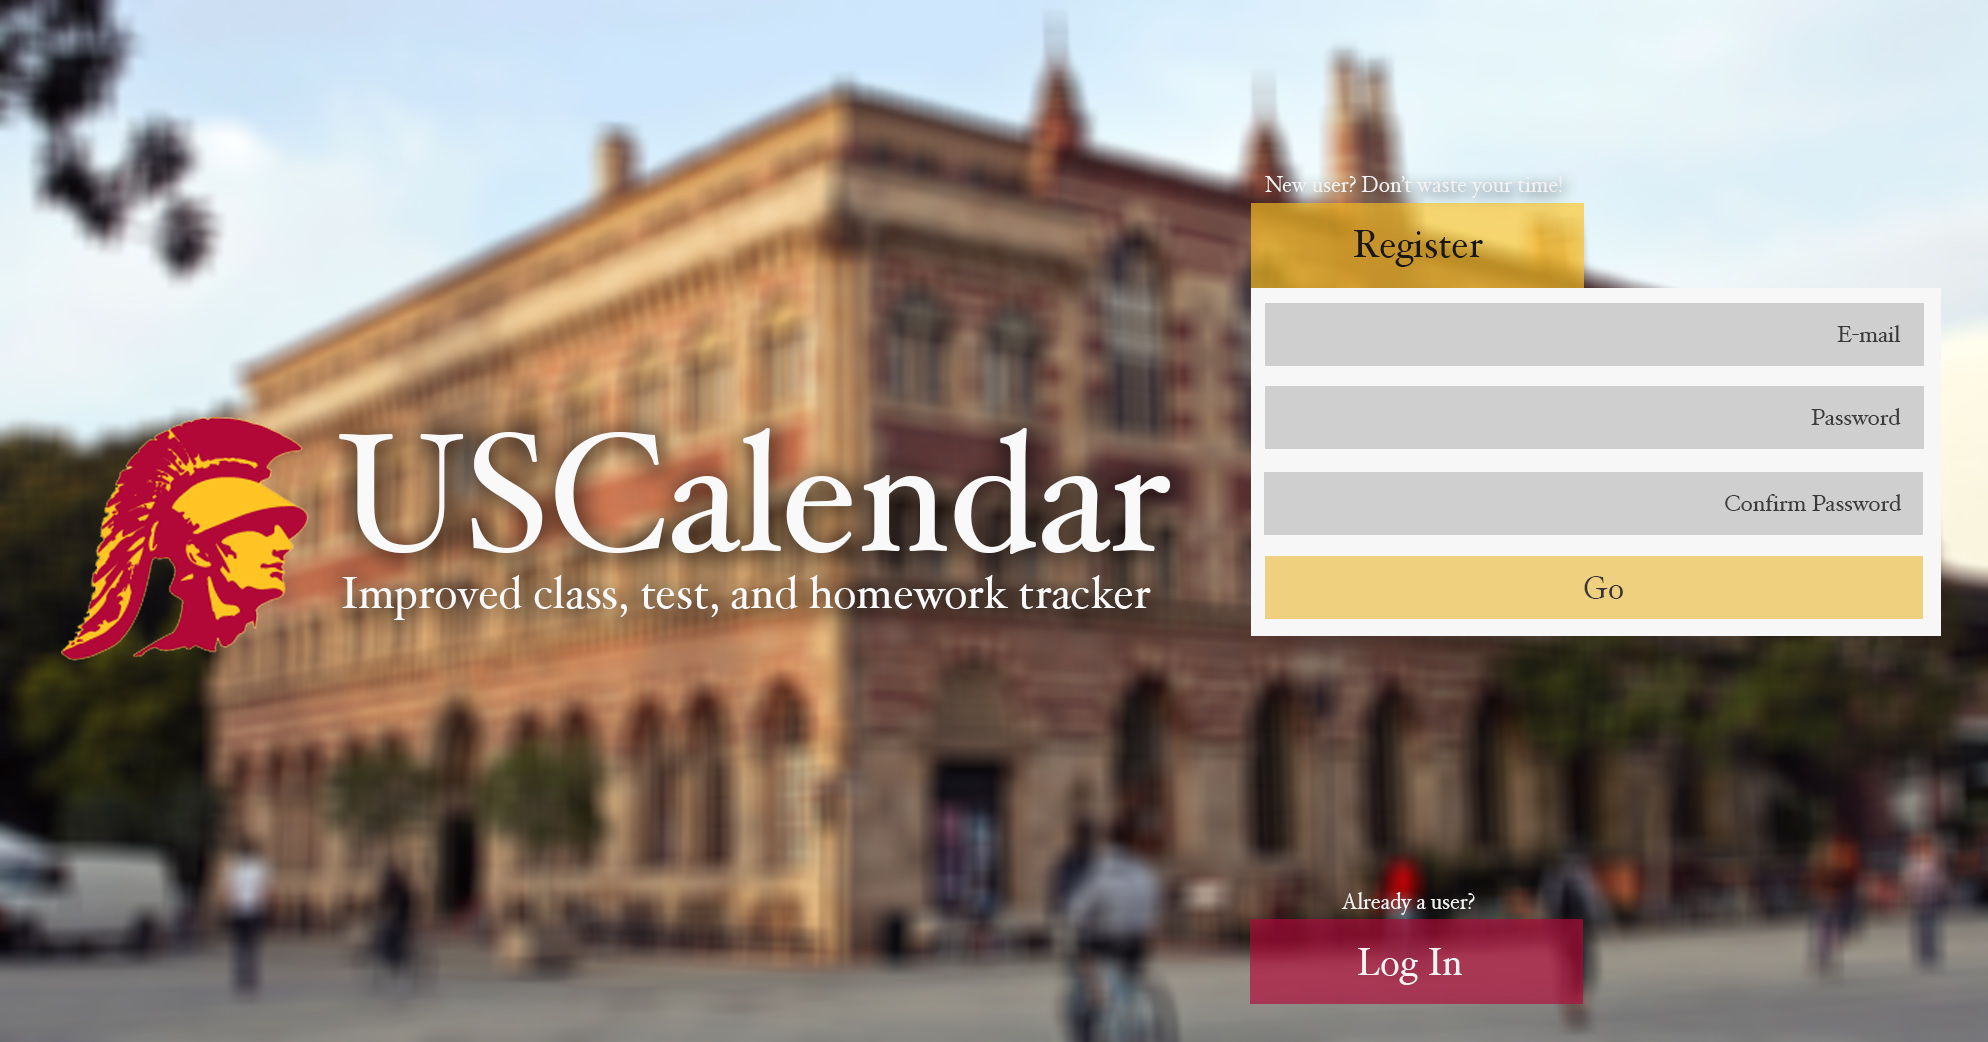 New user? Don't waste your time!
Register
E-mail
Password
Confirm Password
Go
USCalendar
Improved class, test, and homework tracker
Already a user?
Log In